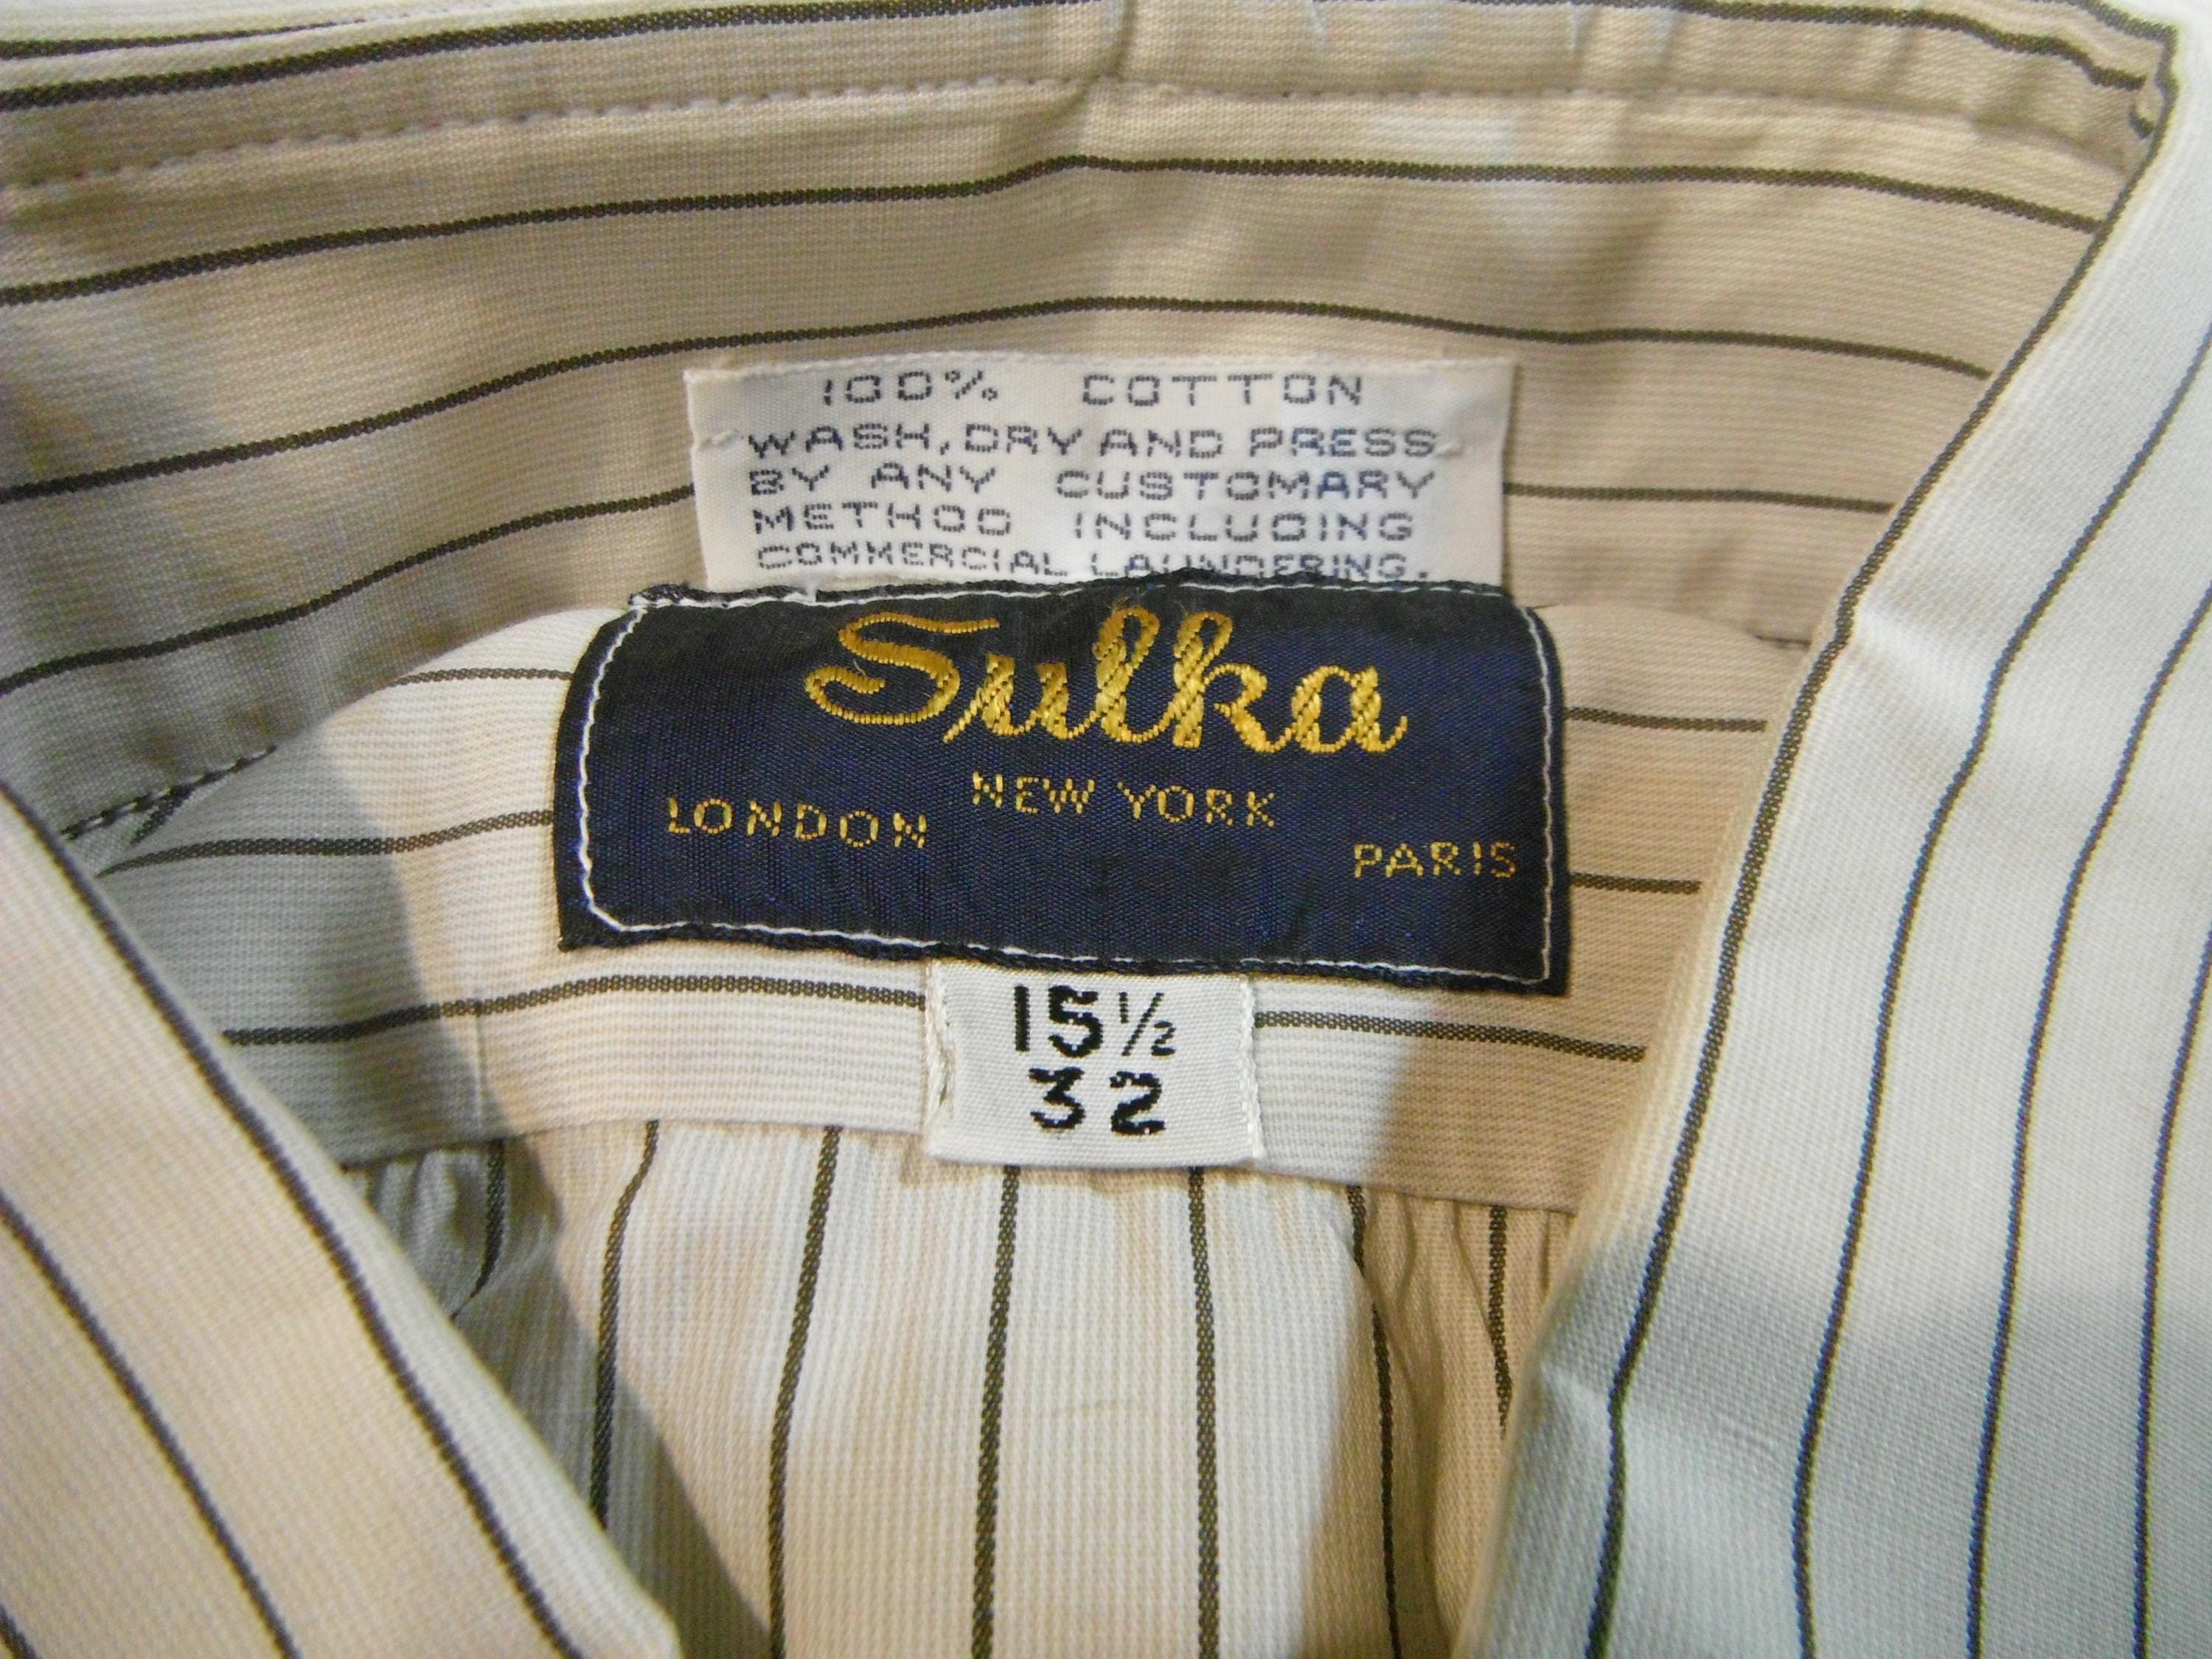 100% COTTON
WASH, DRY AND PRESS
BY ANY CUSTOMARY
METHOD INCLUDING
COMMERCIAL LAUNDERING.
Sulka
LONDON NEW YORK PARIS
15½
32